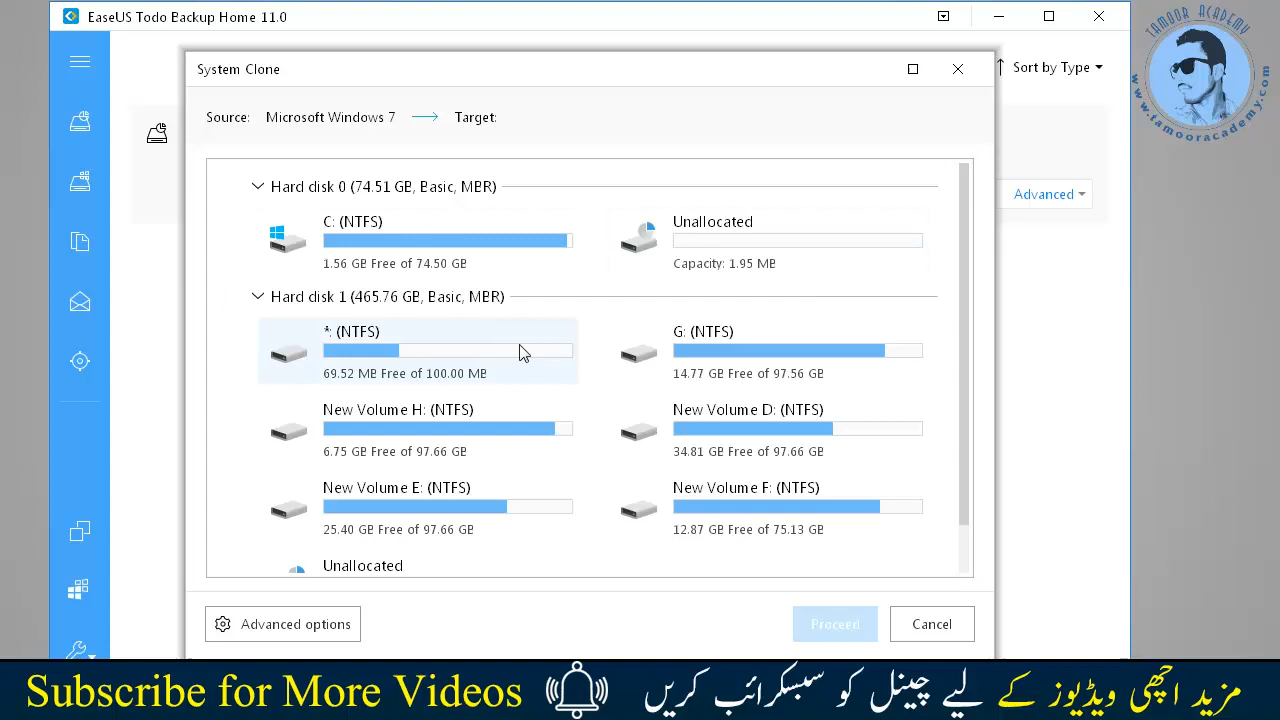 EaseUS Todo Backup Home 11.0
TAMOOR ACADEMY
www.tamooracademy.com
System Clone
Sort by Type
Source: Microsoft Windows 7 Target:
Hard disk 0 (74.51 GB, Basic, MBR)
Advanced
C: (NTFS)
1.56 GB Free of 74.50 GB
Unallocated
Capacity: 1.95 MB
Hard disk 1 (465.76 GB, Basic, MBR)
*: (NTFS)
69.52 MB Free of 100.00 MB
G: (NTFS)
14.77 GB Free of 97.56 GB
New Volume H: (NTFS)
6.75 GB Free of 97.66 GB
New Volume D: (NTFS)
34.81 GB Free of 97.66 GB
New Volume E: (NTFS)
25.40 GB Free of 97.66 GB
New Volume F: (NTFS)
12.87 GB Free of 75.13 GB
Unallocated
Advanced options
Proceed
Cancel
Subscribe for More Videos
مزید اچھی ویڈیوز کے لیے چینل کو سبسکرائب کریں